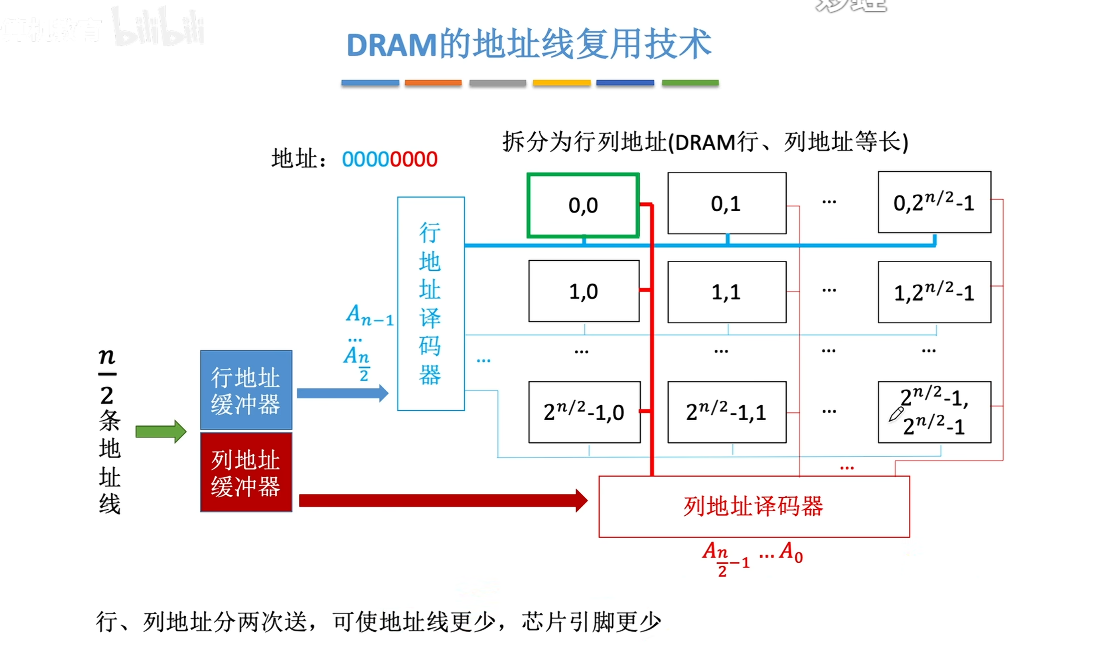 bilibili
DRAM的地址线复用技术
地址：00000000
拆分为行列地址(DRAM行、列地址等长)
0,0
0,1
...
0,2^{n/2}-1
行地址译码器
1,0
1,1
...
1,2^{n/2}-1
A_{n-1}
...
A_{n/2}
...
...
...
...
...
n/2条地址线
行地址
缓冲器
2^{n/2}-1,0
2^{n/2}-1,1
...
2^{n/2}-1,
2^{n/2}-1
列地址
缓冲器
...
列地址译码器
A_{n/2-1} ...A_0
行、列地址分两次送，可使地址线更少，芯片引脚更少